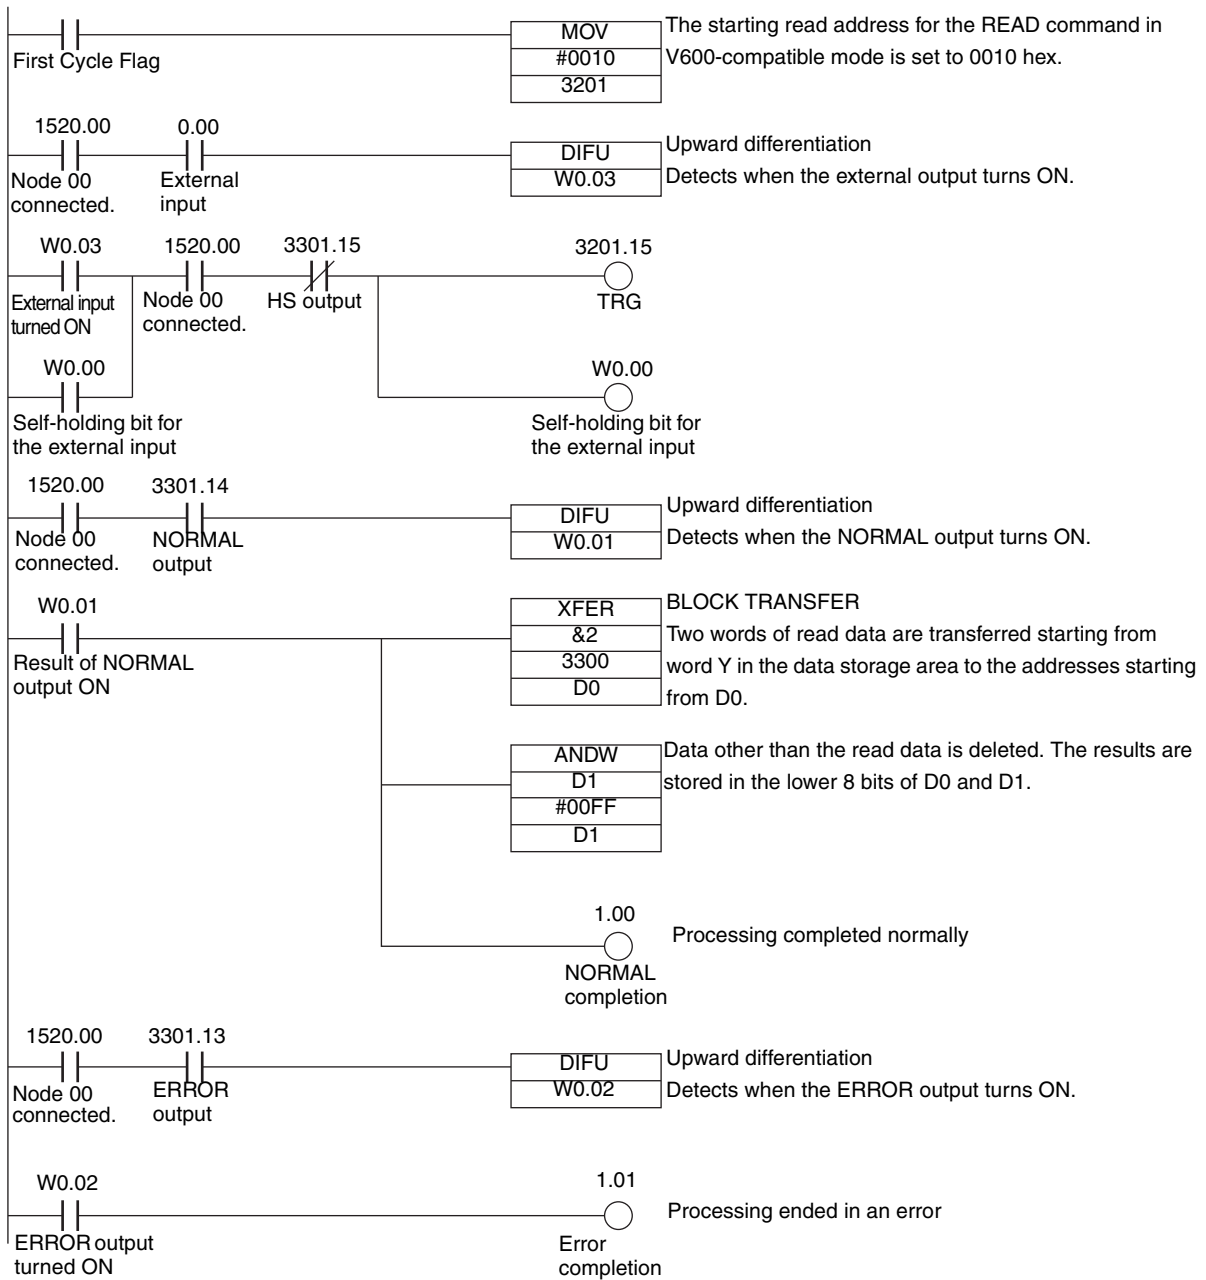 MOV
The starting read address for the READ command in
First Cycle Flag
#0010
V600-compatible mode is set to 0010 hex.
3201
1520.00
0.00
DIFU
Upward differentiation
Node 00
connected.
External
input
W0.03
Detects when the external output turns ON.
W0.03
1520.00
3301.15
3201.15
External input
turned ON
Node 00
connected.
HS output
TRG
W0.00
W0.00
Self-holding bit for
the external input
Self-holding bit for
the external input
1520.00
3301.14
DIFU
Upward differentiation
Node 00
connected.
NORMAL
output
W0.01
Detects when the NORMAL output turns ON.
W0.01
XFER
BLOCK TRANSFER
Result of NORMAL
output ON
&2
Two words of read data are transferred starting from
3300
word Y in the data storage area to the addresses starting
D0
from D0.
ANDW
Data other than the read data is deleted. The results are
D1
stored in the lower 8 bits of D0 and D1.
#00FF
D1
1.00
Processing completed normally
NORMAL
completion
1520.00
3301.13
DIFU
Upward differentiation
Node 00
connected.
ERROR
output
W0.02
Detects when the ERROR output turns ON.
W0.02
1.01
Processing ended in an error
ERROR output
turned ON
Error
completion